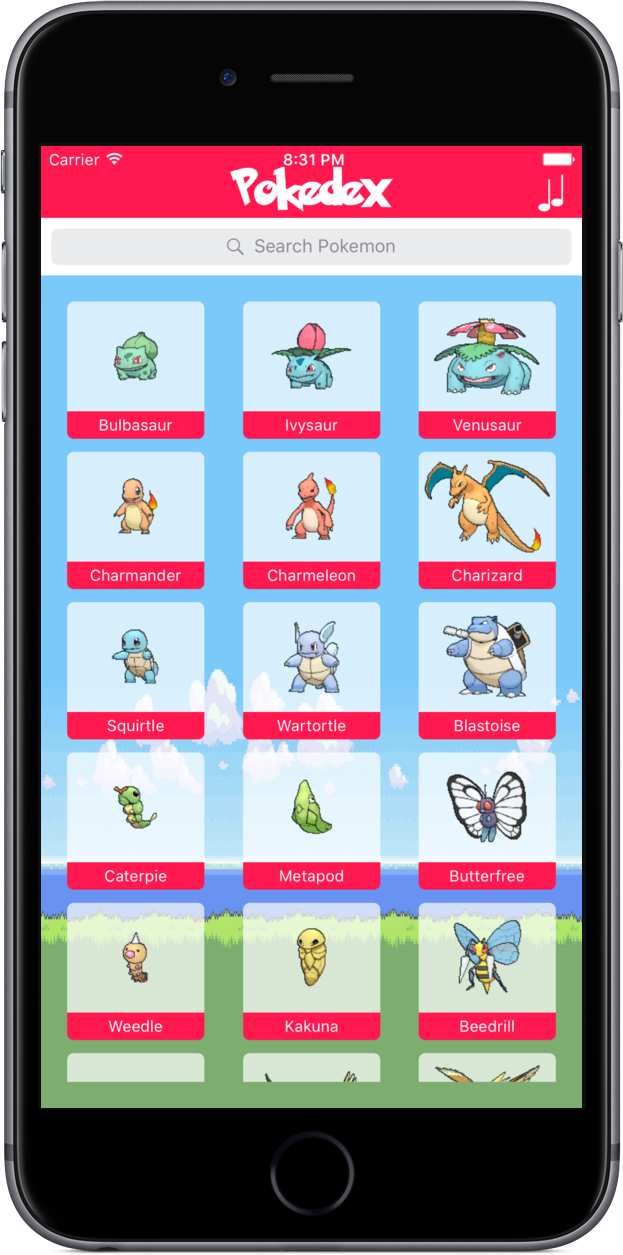 Carrier 8:31 PM
Pokedex
Search Pokemon
Bulbasaur Ivysaur Venusaur
Charmander Charmeleon Charizard
Squirtle Wartortle Blastoise
Caterpie Metapod Butterfree
Weedle Kakuna Beedrill